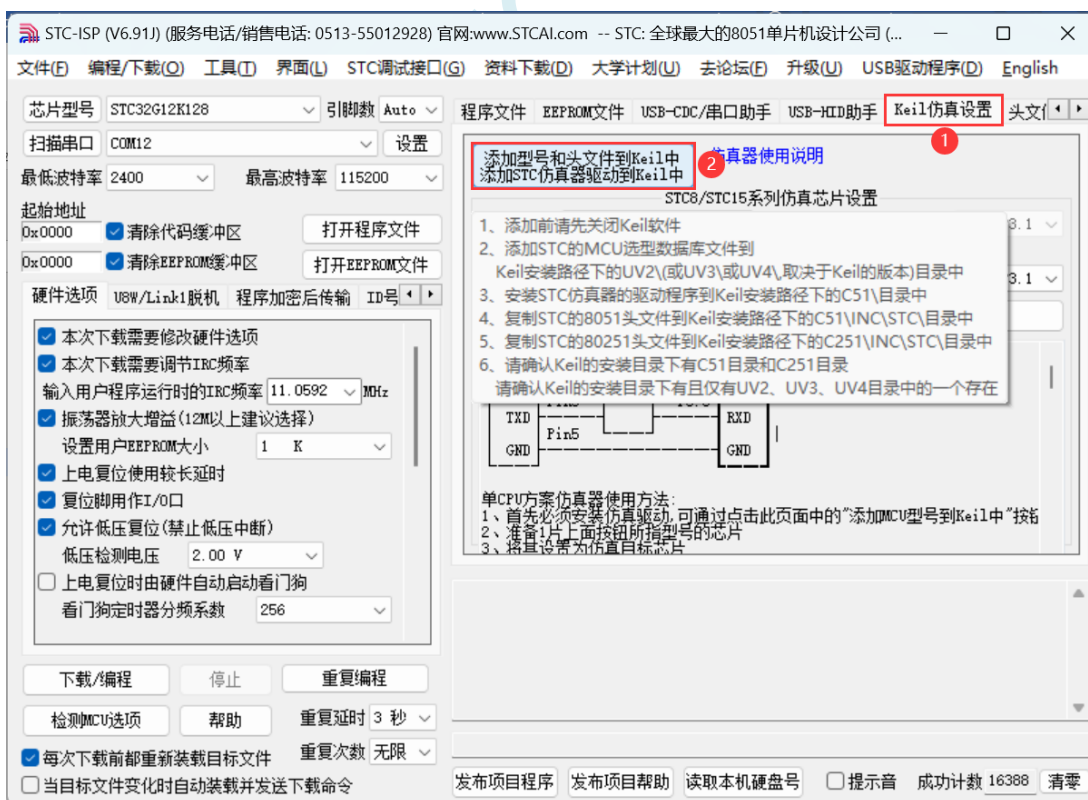 STC-ISP (V6.91J) (服务电话/销售电话: 0513-55012928) 官网:www.STCAI.com -- STC: 全球最大的8051单片机设计公司 (...
文件(F) 编程/下载(O) 工具(T) 界面(L) STC调试接口(G) 资料下载(D) 大学计划(U) 去论坛(F) 升级(U) USB驱动程序(D) English
芯片型号 STC32G12K128 引脚数 Auto
扫描串口 COM12 设置
最低波特率 2400 最高波特率 115200
起始地址
0x0000 清除代码缓冲区 打开程序文件
0x0000 清除EEPROM缓冲区 打开EEPROM文件
硬件选项 U8W/Link1脱机 程序加密后传输 ID号
本次下载需要修改硬件选项
本次下载需要调节IRC频率
输入用户程序运行时的IRC频率 11.0592 MHz
振荡器放大增益(12M以上建议选择)
设置用户EEPROM大小 1 K
上电复位使用较长延时
复位脚用作I/O口
允许低压复位(禁止低压中断)
低压检测电压 2.00 V
上电复位时由硬件自动启动看门狗
看门狗定时器分频系数 256
下载/编程 停止 重复编程
检测MCU选项 帮助 重复延时 3 秒
每次下载前都重新装载目标文件 重复次数 无限
当目标文件变化时自动装载并发送下载命令
程序文件 EEPROM文件 USB-CDC/串口助手 USB-HID助手 Keil仿真设置 头文件
1
添加型号和头文件到Keil中
添加STC仿真器驱动到Keil中
2
真器使用说明
STC8/STC15系列仿真芯片设置
3.1
3.1
1、添加前请先关闭Keil软件
2、添加STC的MCU选型数据库文件到
Keil安装路径下的UV2\(或UV3\或UV4\,取决于Keil的版本)目录中
3、安装STC仿真器的驱动程序到Keil安装路径下的C51\目录中
4、复制STC的8051头文件到Keil安装路径下的C51\INC\STC\目录中
5、复制STC的80251头文件到Keil安装路径下的C251\INC\STC\目录中
6、请确认Keil的安装目录下有C51目录和C251目录
请确认Keil的安装目录下有且仅有UV2、UV3、UV4目录中的一个存在
TXD RXD
Pin5
GND GND
单CPU方案仿真器使用方法:
1、首先必须安装仿真驱动,可通过点击此页面中的"添加MCU型号到Keil中"按钮
2、准备1片上面按钮所指型号的芯片
3、将其设置为仿真目标芯片
发布项目程序 发布项目帮助 读取本机硬盘号 提示音 成功计数 16388 清零